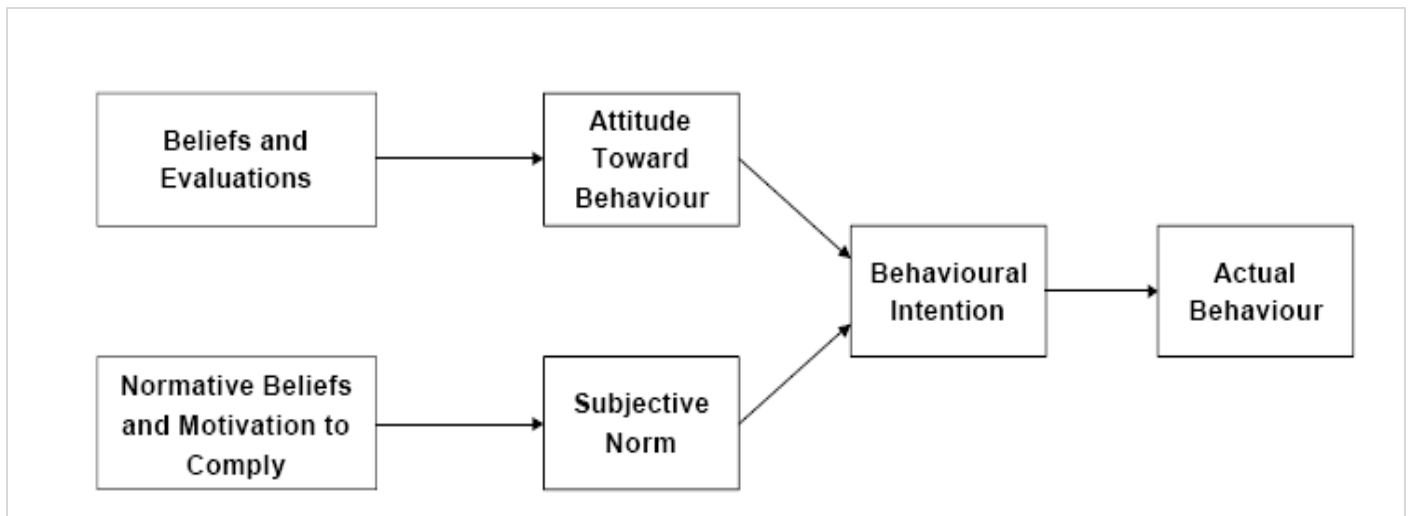 Beliefs and
Evaluations
Attitude
Toward
Behaviour
Behavioural
Intention
Actual
Behaviour
Normative Beliefs
and Motivation to
Comply
Subjective
Norm